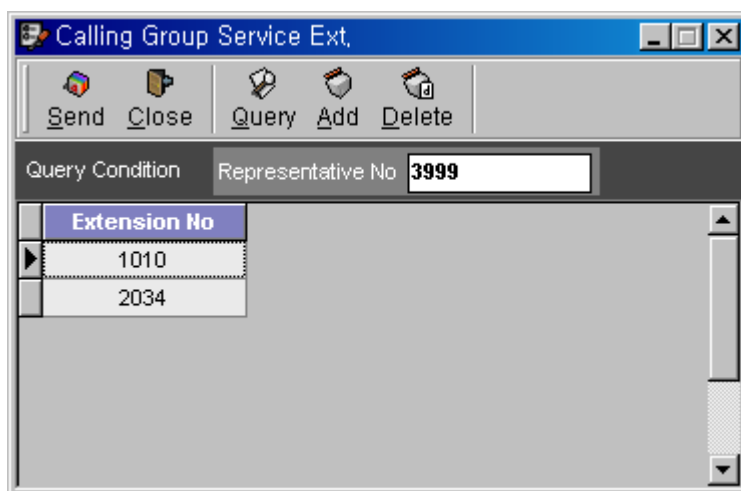 Calling Group Service Ext,
Send Close Query Add Delete
Query Condition Representative No 3999
Extension No
1010
2034